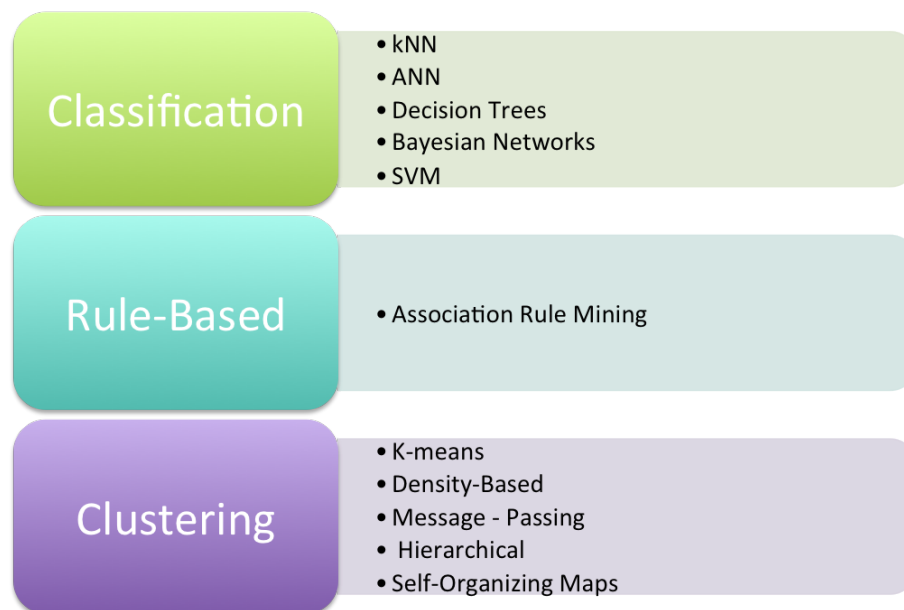 Classification
• kNN
• ANN
• Decision Trees
• Bayesian Networks
• SVM
Rule-Based
• Association Rule Mining
Clustering
• K-means
• Density-Based
• Message - Passing
• Hierarchical
• Self-Organizing Maps